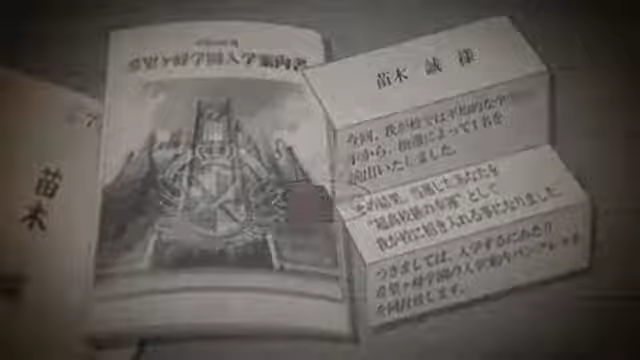 希望ヶ峰学園入学案内書
苗木
苗木 誠 様
今回、我が校では平均的な学
生から、抽選によって1名を
選出いたしました。
の結果、当選したあなたを
"超高校級の幸運"として
我が校に招き入れる事になりました
つきましては、入学するにあたり
希望ヶ峰学園の入学案内パンフレット
を同封致します。